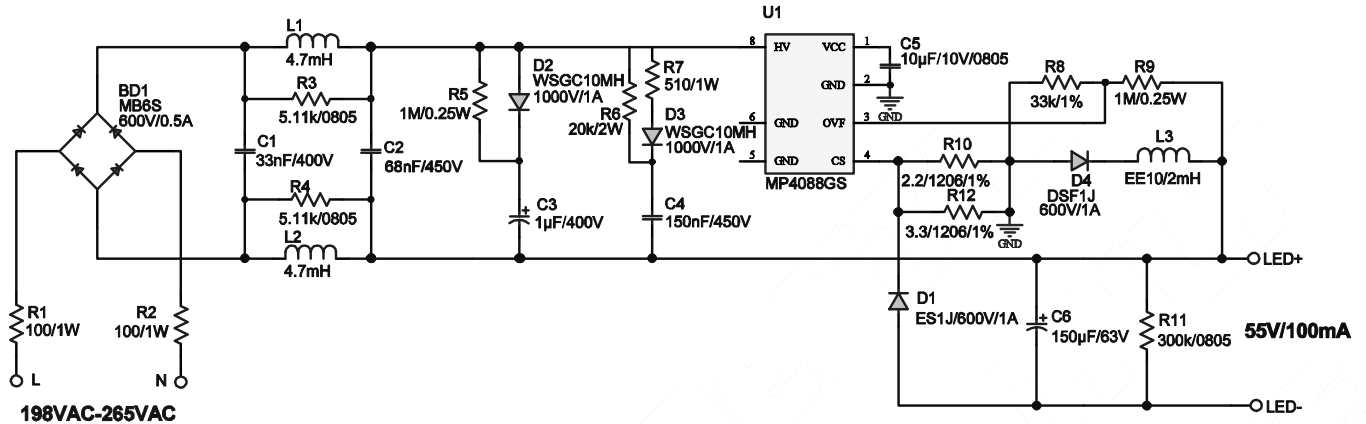 U1
L1
4.7mH
8
HV
VCC
1
C5
10μF/10V/0805
GND
2
GND
BD1
MB6S
600V/0.5A
R3
5.11k/0805
R5
1M/0.25W
D2
WSGC10MH
1000V/1A
R7
510/1W
R6
20k/2W
D3
WSGC10MH
1000V/1A
6
GND
OVF
3
5
GND
CS
4
MP4088GS
R8
33k/1%
R9
1M/0.25W
C1
33nF/400V
C2
68nF/450V
R4
5.11k/0805
L2
4.7mH
C3
+
1μF/400V
C4
150nF/450V
R10
2.2/1206/1%
R12
3.3/1206/1%
GND
D4
DSF1J
600V/1A
L3
EE10/2mH
LED+
R1
100/1W
R2
100/1W
D1
ES1J/600V/1A
+
C6
150μF/63V
R11
300k/0805
55V/100mA
L
N
LED-
198VAC-265VAC